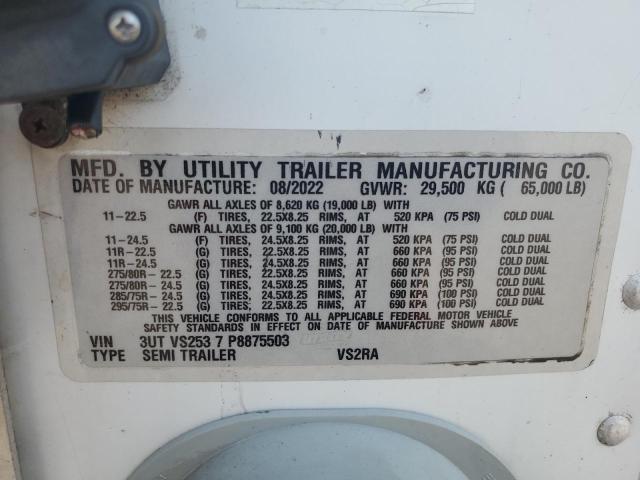 MFD. BY UTILITY TRAILER MANUFACTURING CO.
DATE OF MANUFACTURE: 08/2022 GVWR: 29,500 KG ( 65,000 LB)
GAWR ALL AXLES OF 8,620 KG (19,000 LB) WITH
11-22.5 (F) TIRES, 22.5X8.25 RIMS, AT 520 KPA (75 PSI) COLD DUAL
GAWR ALL AXLES OF 9,100 KG (20,000 LB) WITH
11-24.5 (F) TIRES, 24.5X8.25 RIMS, AT 520 KPA (75 PSI) COLD DUAL
11R-22.5 (G) TIRES, 22.5X8.25 RIMS, AT 660 KPA (95 PSI) COLD DUAL
11R-24.5 (G) TIRES, 24.5X8.25 RIMS, AT 660 KPA (95 PSI) COLD DUAL
275/80R-22.5 (G) TIRES, 22.5X8.25 RIMS, AT 660 KPA (95 PSI) COLD DUAL
275/80R-24.5 (G) TIRES, 24.5X8.25 RIMS, AT 660 KPA (95 PSI) COLD DUAL
285/75R-24.5 (G) TIRES, 24.5X8.25 RIMS, AT 690 KPA (100 PSI) COLD DUAL
295/75R-22.5 (G) TIRES, 22.5X8.25 RIMS, AT 690 KPA (100 PSI) COLD DUAL
THIS VEHICLE CONFORMS TO ALL APPLICABLE FEDERAL MOTOR VEHICLE
SAFETY STANDARDS IN EFFECT ON DATE OF MANUFACTURE SHOWN ABOVE
VIN 3UT VS253 7 P8875503
TYPE SEMI TRAILER VS2RA